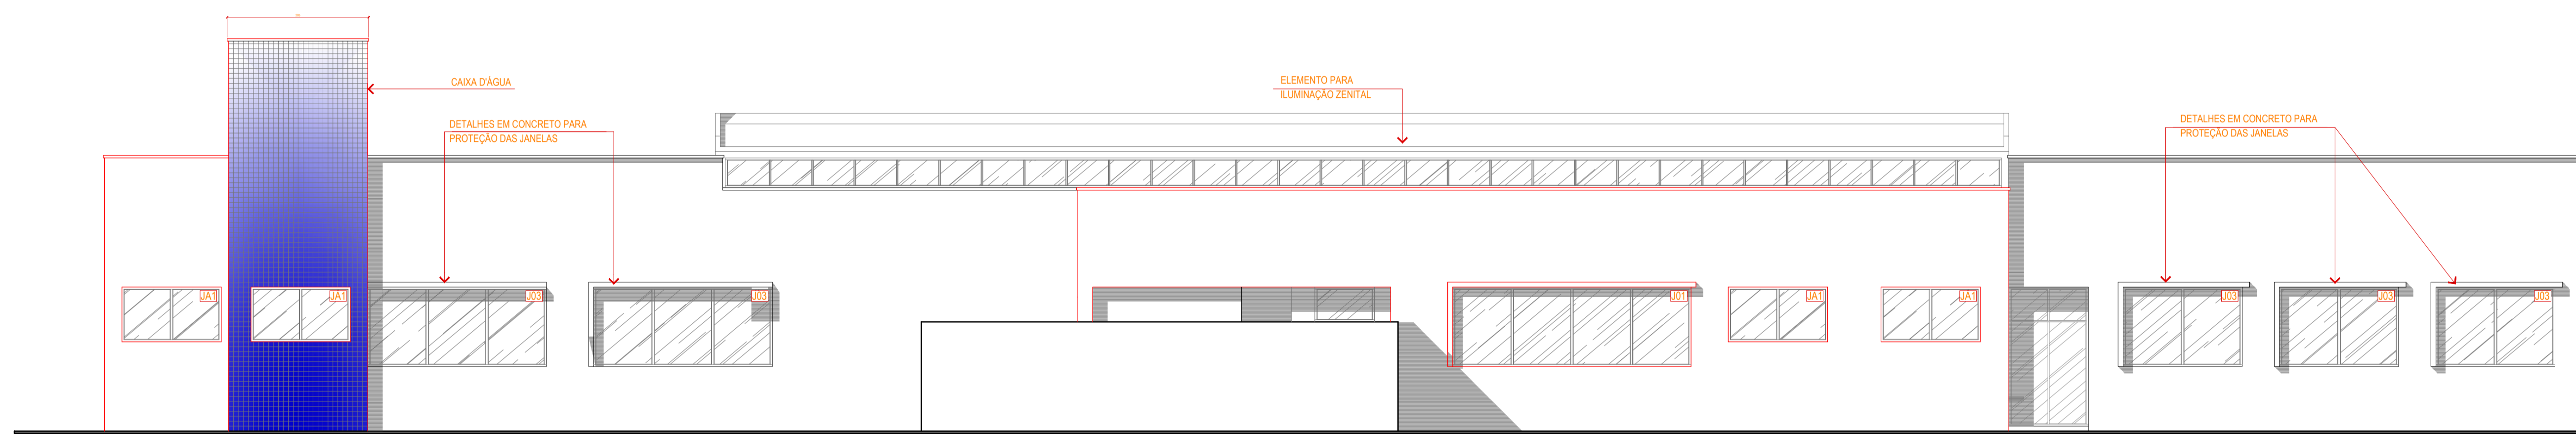 CAIXA D'ÁGUA
ELEMENTO PARA
ILUMINAÇÃO ZENITAL
DETALHES EM CONCRETO PARA
PROTEÇÃO DAS JANELAS
DETALHES EM CONCRETO PARA
PROTEÇÃO DAS JANELAS
JA1
JA1
J03
J03
J01
JA1
JA1
J03
J03
J03